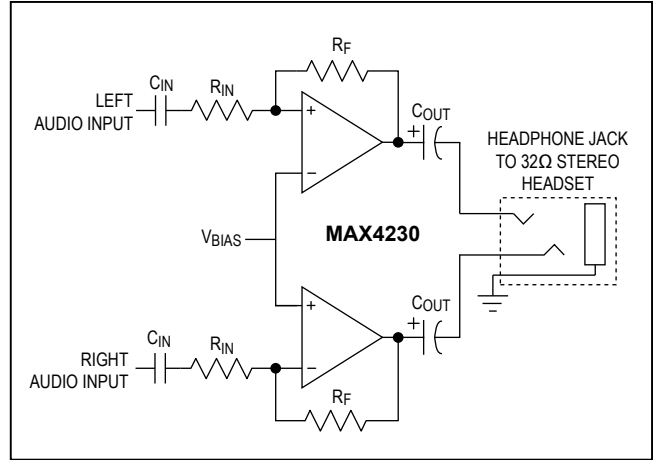 RF
CIN
RIN
LEFT
AUDIO INPUT
+
−
COUT
+
HEADPHONE JACK
TO 32Ω STEREO
HEADSET
VBIAS
MAX4230
+
−
COUT
+
CIN
RIN
RIGHT
AUDIO INPUT
RF